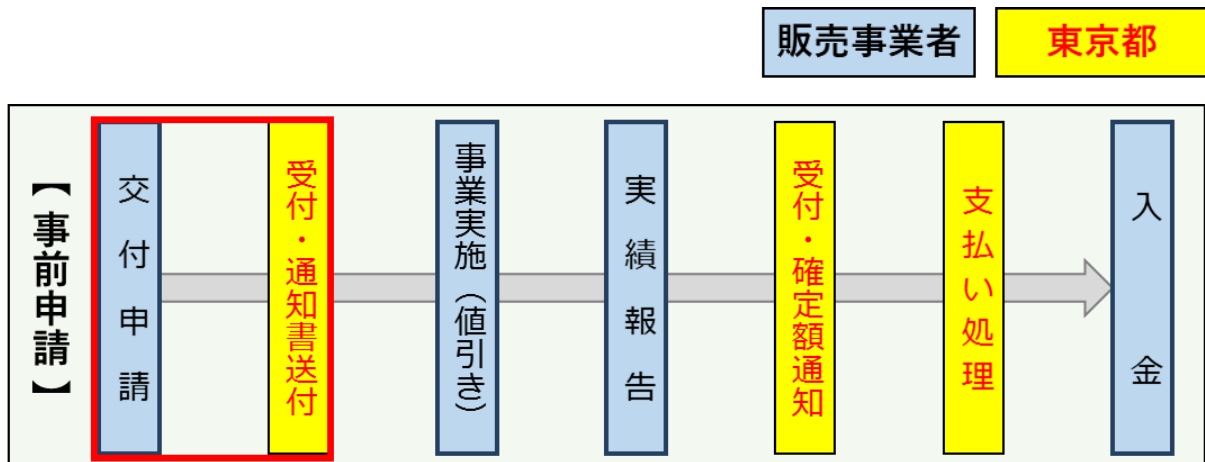 販売事業者
東京都
【事前申請】
交付申請
受付・通知書送付
事業実施（値引き）
実績報告
受付・確定額通知
支払い処理
入金